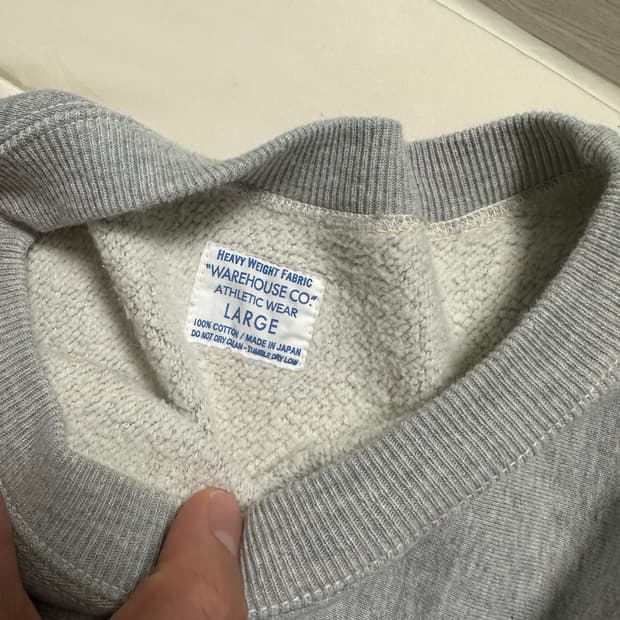 HEAVY WEIGHT FABRIC
"WAREHOUSE CO."
ATHLETIC WEAR
LARGE
100% COTTON / MADE IN JAPAN
DO NOT DRY CLEAN - TUMBLE DRY LOW